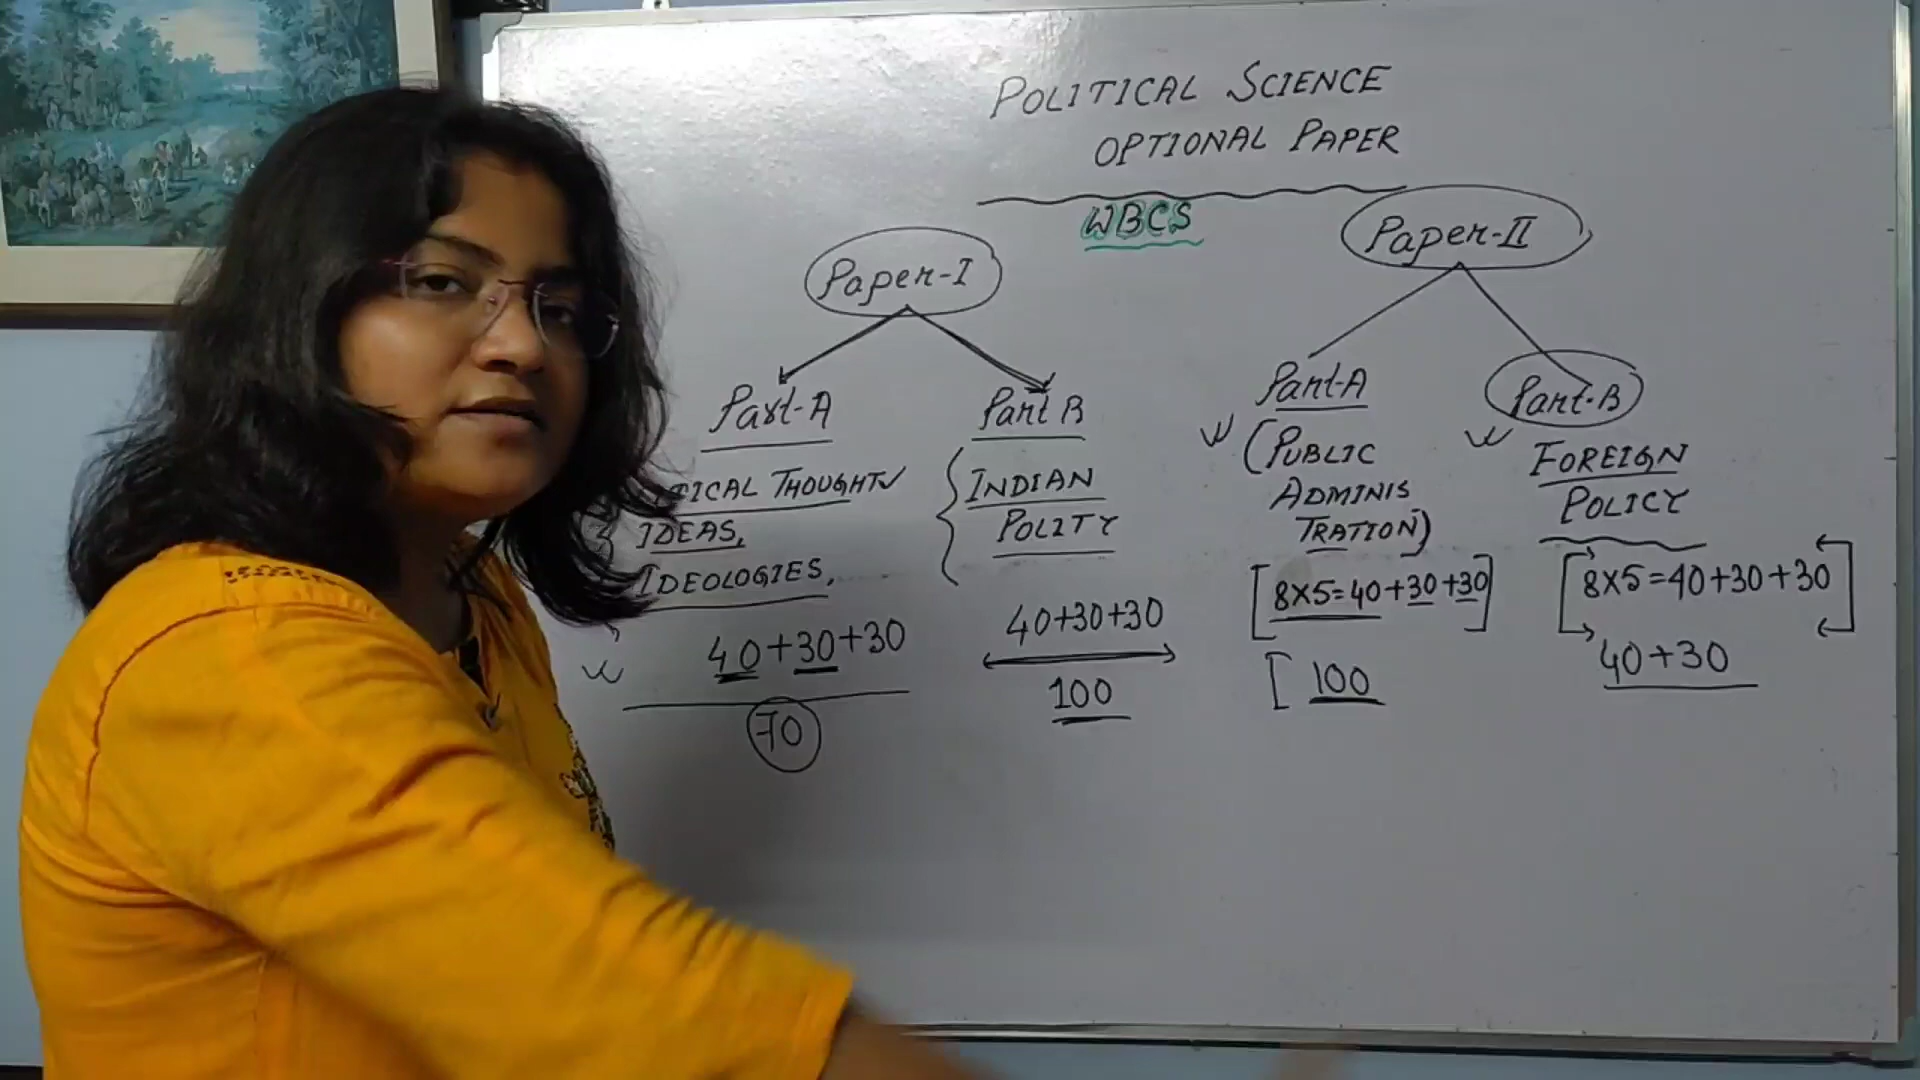 POLITICAL SCIENCE
OPTIONAL PAPER
WBCS
Paper-I
Part-A
TICAL THOUGHT
IDEAS,
IDEOLOGIES,
40+30+30
70
Part B
INDIAN
POLITY
40+30+30
100
Paper-II
Part-A
(PUBLIC
ADMINIS
TRATION)
[8x5=40+30+30]
[100
Part-B
FOREIGN
POLICY
[8x5=40+30+30]
40+30